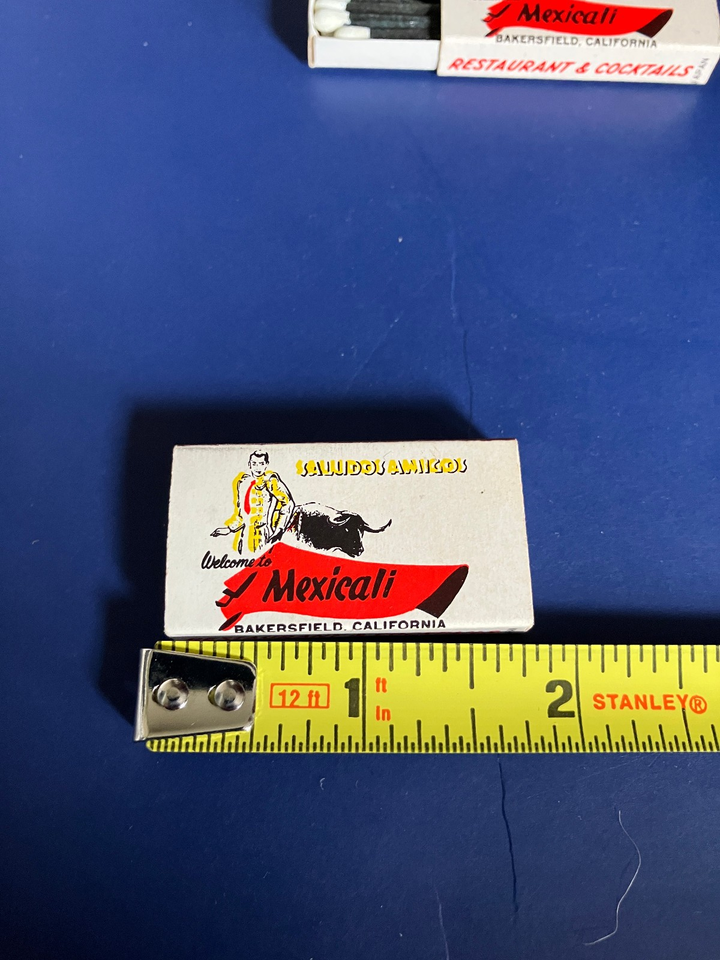 Mexicali
BAKERSFIELD, CALIFORNIA
RESTAURANT & COCKTAILS
JAPAN
SALUDOS AMIGOS
Welcome to
Mexicali
BAKERSFIELD, CALIFORNIA
12 ft 1 ft 2 STANLEY®
in